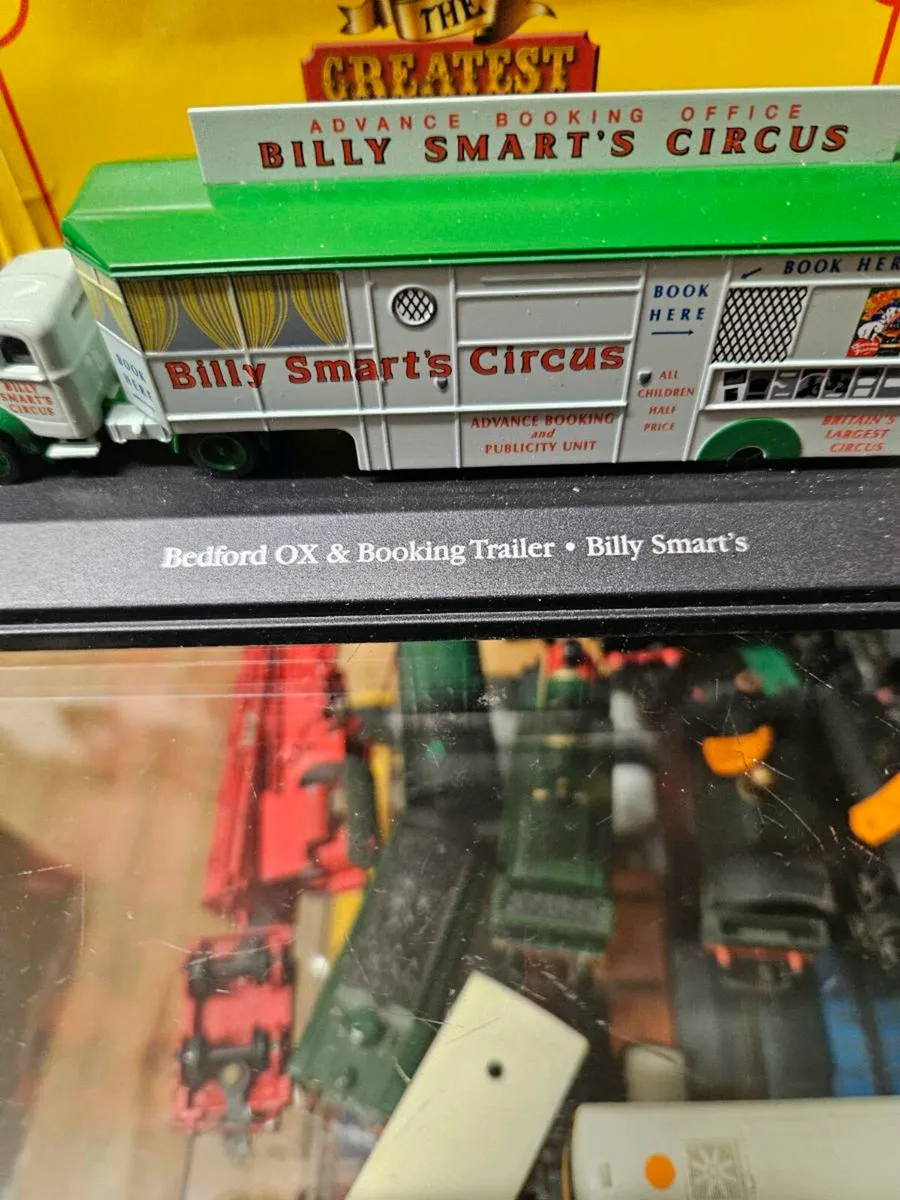 THE
GREATEST
ADVANCE BOOKING OFFICE
BILLY SMART'S CIRCUS
BOOK HER
BOOK
HERE
Billy Smart's Circus
BOOK
HERE
ALL
CHILDREN
HALF
PRICE
BILLY
SMART'S
CIRCUS
ADVANCE BOOKING
and
PUBLICITY UNIT
BRITAIN'S
LARGEST
CIRCUS
Bedford OX & Booking Trailer • Billy Smart's